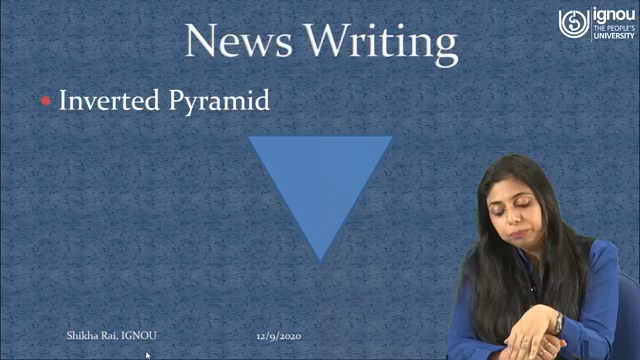 News Writing
ignou
THE PEOPLE'S
UNIVERSITY
• Inverted Pyramid
Shikha Rai, IGNOU
12/9/2020